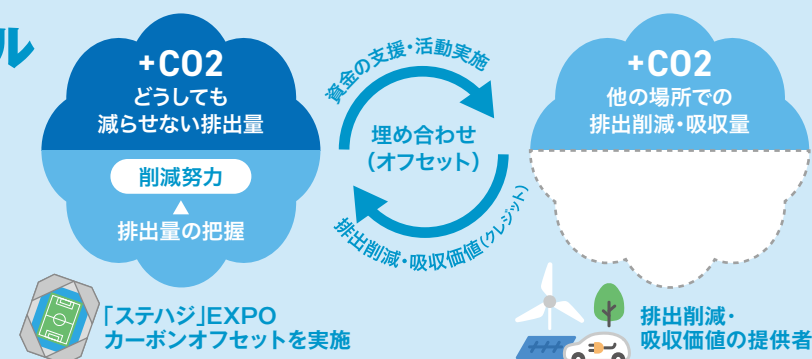 ル
+CO2
どうしても
減らせない排出量
削減努力
▲
排出量の把握
資金の支援・活動実施
埋め合わせ
（オフセット）
排出削減・吸収価値(クレジット)
+CO2
他の場所での
排出削減・吸収量
「ステハジ」EXPO
カーボンオフセットを実施
排出削減・
吸収価値の提供者